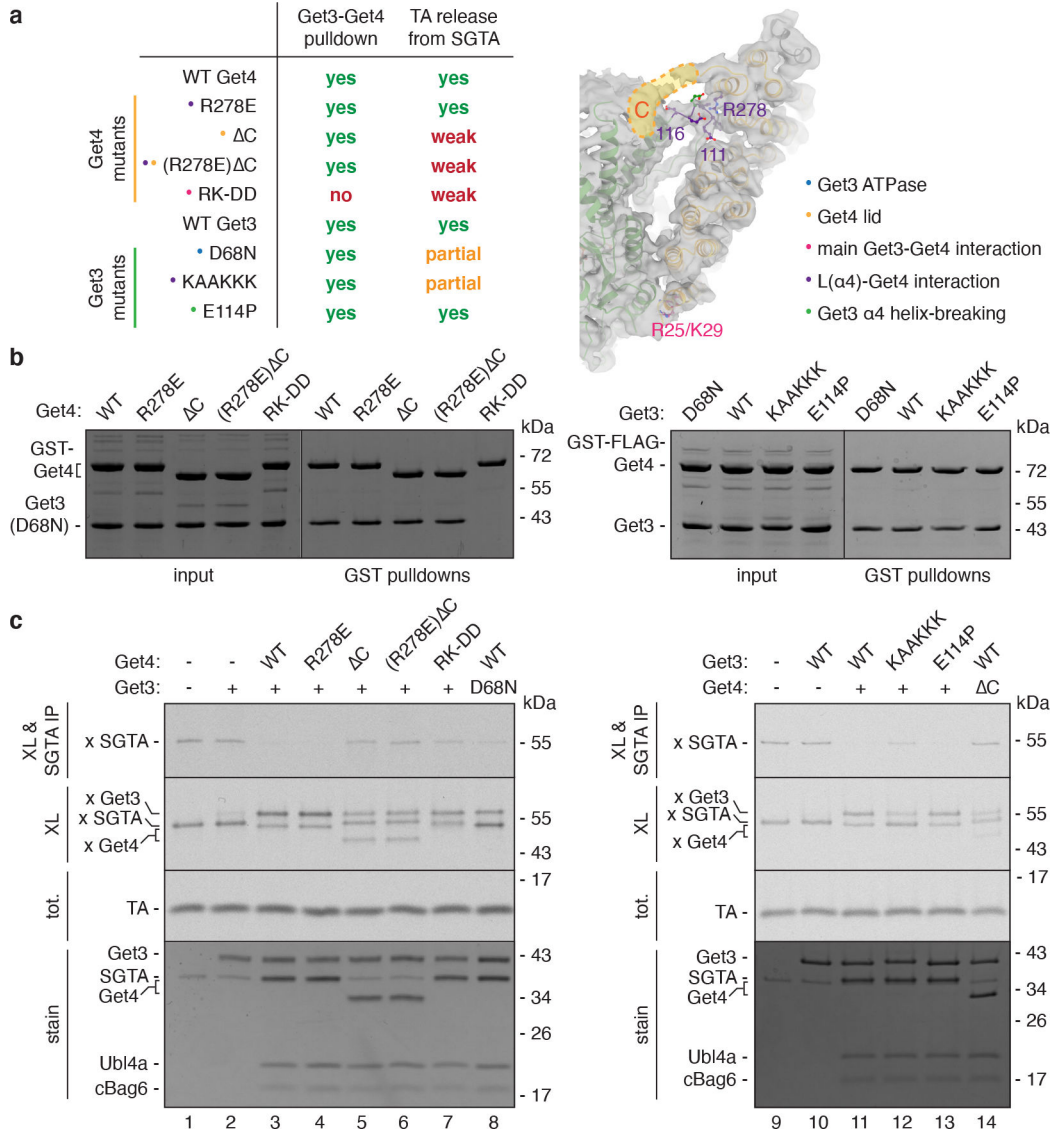 a
Get3-Get4 pulldown
TA release from SGTA
WT Get4 yes yes
Get4 mutants
• R278E yes yes
• ΔC yes weak
•• (R278E)ΔC yes weak
• RK-DD no weak
WT Get3 yes yes
Get3 mutants
• D68N yes partial
• KAAKKK yes partial
• E114P yes yes
C
R278
116
111
R25/K29
• Get3 ATPase
• Get4 lid
• main Get3-Get4 interaction
• L(α4)-Get4 interaction
• Get3 α4 helix-breaking
b
Get4: WT R278E ΔC (R278E)ΔC RK-DD WT R278E ΔC (R278E)ΔC RK-DD
kDa
GST-Get4
Get3 (D68N) -
- 72
- 55
- 43
input GST pulldowns
Get3: D68N WT KAAKKK E114P D68N WT KAAKKK E114P
kDa
GST-FLAG-
Get4 -
Get3 -
- 72
- 55
- 43
input GST pulldowns
c
Get4: - - WT R278E ΔC (R278E)ΔC RK-DD WT
Get3: - + + + + + + D68N
kDa
XL & SGTA IP
x SGTA -
- 55
XL
x Get3
x SGTA
x Get4
- 55
- 43
tot.
TA -
- 17
stain
Get3 -
SGTA -
Get4
Ubl4a -
cBag6 -
- 43
- 34
- 26
- 17
1 2 3 4 5 6 7 8
Get3: - WT WT KAAKKK E114P WT
Get4: - - + + + ΔC
kDa
XL & SGTA IP
x SGTA -
- 55
XL
x Get3
x SGTA
x Get4
- 55
- 43
tot.
TA -
- 17
stain
Get3 -
SGTA -
Get4
Ubl4a -
cBag6 -
- 43
- 34
- 26
- 17
9 10 11 12 13 14